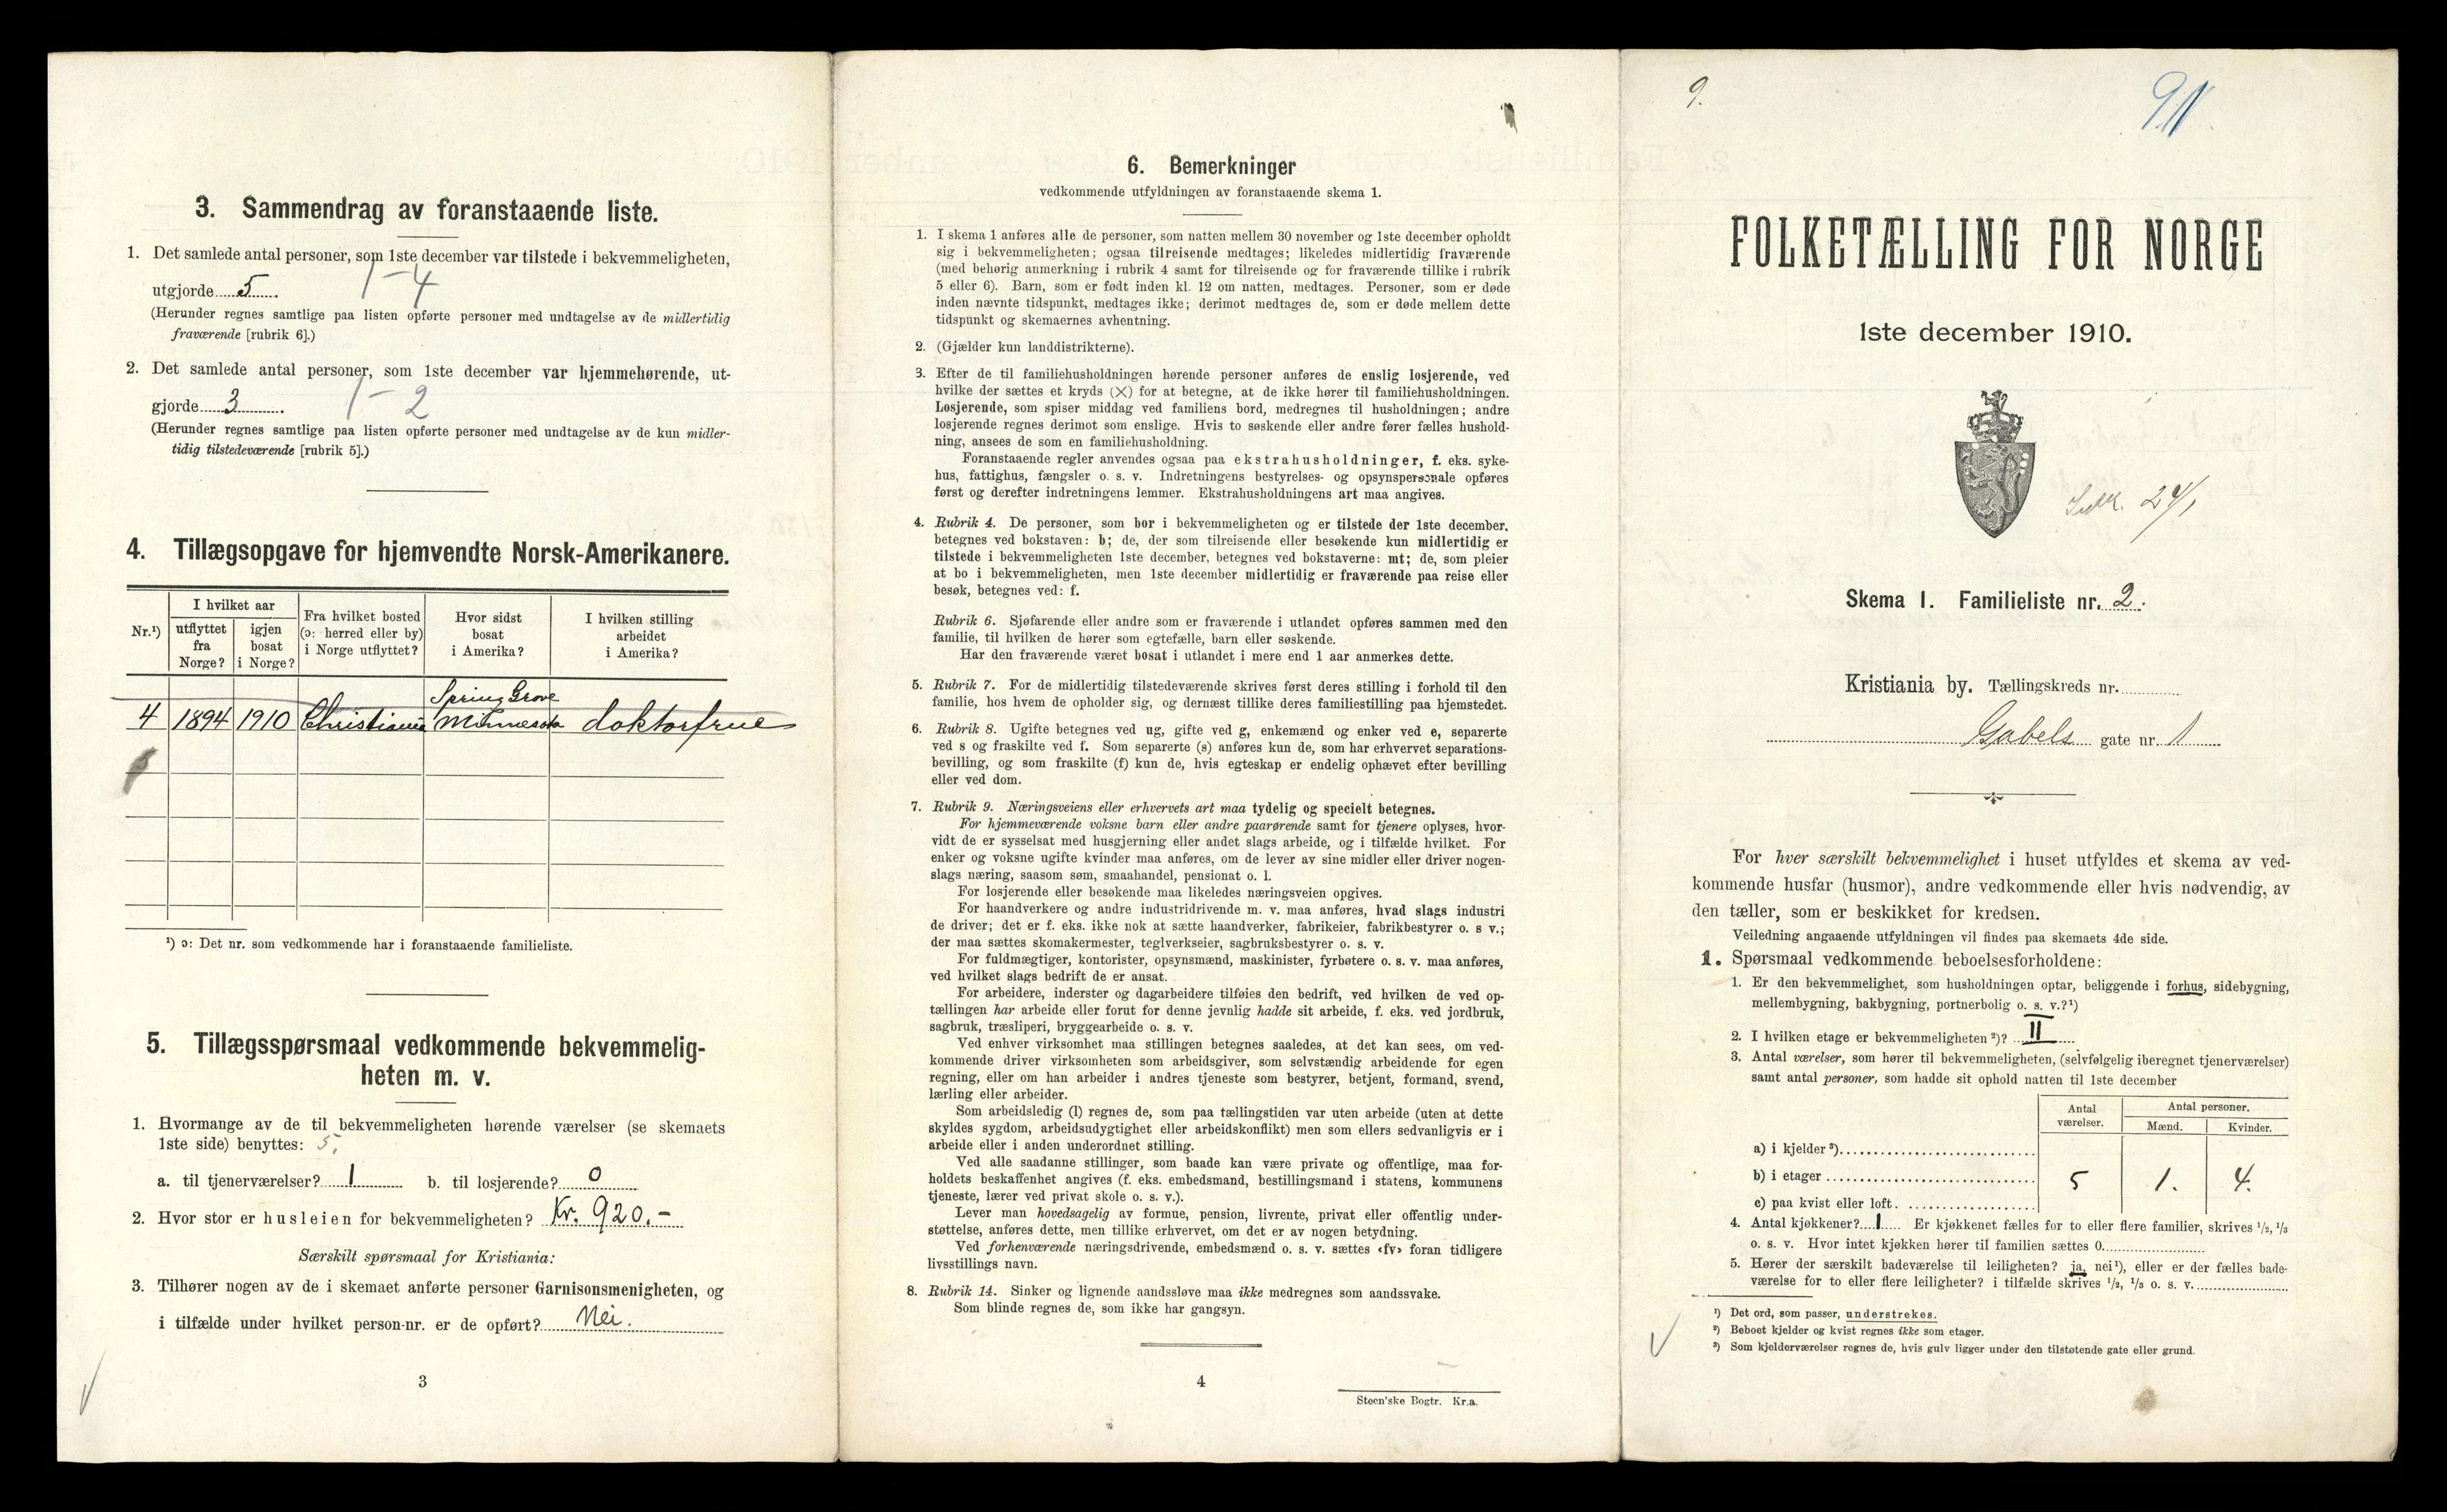 3. Sammendrag av foranstaaende liste.
1. Det samlede antal personer, som 1ste december var tilstede i bekvemmeligheten,
utgjorde 5. 1-4
(Herunder regnes samtlige paa listen opførte personer med undtagelse av de midlertidig
fraværende [rubrik 6].)
2. Det samlede antal personer, som 1ste december var hjemmehørende, ut-
gjorde 3. 1-2
(Herunder regnes samtlige paa listen opførte personer med undtagelse av de kun midler-
tidig tilstedeværende [rubrik 5].)
4. Tillægsopgave for hjemvendte Norsk-Amerikanere.
Nr.¹)
I hvilket aar
utflyttet fra Norge?
igjen bosat i Norge?
Fra hvilket bosted (ɔ: herred eller by) i Norge utflyttet?
Hvor sidst bosat i Amerika?
I hvilken stilling arbeidet i Amerika?
Spring Grove
4 1894 1910 Christiania Minnesota doktorfrue
5
¹) ɔ: Det nr. som vedkommende har i foranstaaende familieliste.
5. Tillægsspørsmaal vedkommende bekvemmelig-
heten m. v.
1. Hvormange av de til bekvemmeligheten hørende værelser (se skemaets
1ste side) benyttes: 5.
a. til tjenerværelser? 1 b. til losjerende? 0
2. Hvor stor er husleien for bekvemmeligheten? Kr. 920.-
Særskilt spørsmaal for Kristiania:
3. Tilhører nogen av de i skemaet anførte personer Garnisonsmenigheten, og
i tilfælde under hvilket person-nr. er de opført? Nei.
3
6. Bemerkninger
vedkommende utfyldningen av foranstaaende skema 1.
1. I skema 1 anføres alle de personer, som natten mellem 30 november og 1ste december opholdt
sig i bekvemmeligheten; ogsaa tilreisende medtages; likeledes midlertidig fraværende
(med behørig anmerkning i rubrik 4 samt for tilreisende og for fraværende tillike i rubrik
5 eller 6). Barn, som er født inden kl. 12 om natten, medtages. Personer, som er døde
inden nævnte tidspunkt, medtages ikke; derimot medtages de, som er døde mellem dette
tidspunkt og skemaernes avhentning.
2. (Gjælder kun landdistrikterne).
3. Efter de til familiehusholdningen hørende personer anføres de enslig losjerende, ved
hvilke der sættes et kryds (×) for at betegne, at de ikke hører til familiehusholdningen.
Losjerende, som spiser middag ved familiens bord, medregnes til husholdningen; andre
losjerende regnes derimot som enslige. Hvis to søskende eller andre fører fælles hushold-
ning, ansees de som en familiehusholdning.
Foranstaaende regler anvendes ogsaa paa ekstrahusholdninger, f. eks. syke-
hus, fattighus, fængsler o. s. v. Indretningens bestyrelses- og opsynspersonale opføres
først og derefter indretningens lemmer. Ekstrahusholdningens art maa angives.
4. Rubrik 4. De personer, som bor i bekvemmeligheten og er tilstede der 1ste december,
betegnes ved bokstaven: b; de, der som tilreisende eller besøkende kun midlertidig er
tilstede i bekvemmeligheten 1ste december, betegnes ved bokstaverne: mt; de, som pleier
at bo i bekvemmeligheten, men 1ste december midlertidig er fraværende paa reise eller
besøk, betegnes ved: f.
Rubrik 6. Sjøfarende eller andre som er fraværende i utlandet opføres sammen med den
familie, til hvilken de hører som egtefælle, barn eller søskende.
Har den fraværende været bosat i utlandet i mere end 1 aar anmerkes dette.
5. Rubrik 7. For de midlertidig tilstedeværende skrives først deres stilling i forhold til den
familie, hos hvem de opholder sig, og dernæst tillike deres familiestilling paa hjemstedet.
6. Rubrik 8. Ugifte betegnes ved ug, gifte ved g, enkemænd og enker ved e, separerte
ved s og fraskilte ved f. Som separerte (s) anføres kun de, som har erhvervet separations-
bevilling, og som fraskilte (f) kun de, hvis egteskap er endelig ophævet efter bevilling
eller ved dom.
7. Rubrik 9. Næringsveiens eller erhvervets art maa tydelig og specielt betegnes.
For hjemmeværende voksne barn eller andre paarørende samt for tjenere oplyses, hvor-
vidt de er sysselsat med husgjerning eller andet slags arbeide, og i tilfælde hvilket. For
enker og voksne ugifte kvinder maa anføres, om de lever av sine midler eller driver nogen-
slags næring, saasom søm, smaahandel, pensionat o. l.
For losjerende eller besøkende maa likeledes næringsveien opgives.
For haandverkere og andre industridrivende m. v. maa anføres, hvad slags industri
de driver; det er f. eks. ikke nok at sætte haandverker, fabrikeier, fabrikbestyrer o. s v.;
der maa sættes skomakermester, teglverkseier, sagbruksbestyrer o. s. v.
For fuldmægtiger, kontorister, opsynsmænd, maskinister, fyrbøtere o. s. v. maa anføres,
ved hvilket slags bedrift de er ansat.
For arbeidere, inderster og dagarbeidere tilføies den bedrift, ved hvilken de ved op-
tællingen har arbeide eller forut for denne jevnlig hadde sit arbeide, f. eks. ved jordbruk,
sagbruk, træsliperi, bryggearbeide o. s. v.
Ved enhver virksomhet maa stillingen betegnes saaledes, at det kan sees, om ved-
kommende driver virksomheten som arbeidsgiver, som selvstændig arbeidende for egen
regning, eller om han arbeider i andres tjeneste som bestyrer, betjent, formand, svend,
lærling eller arbeider.
Som arbeidsledig (l) regnes de, som paa tællingstiden var uten arbeide (uten at dette
skyldes sygdom, arbeidsudygtighet eller arbeidskonflikt) men som ellers sedvanligvis er i
arbeide eller i anden underordnet stilling.
Ved alle saadanne stillinger, som baade kan være private og offentlige, maa for-
holdets beskaffenhet angives (f. eks. embedsmand, bestillingsmand i statens, kommunens
tjeneste, lærer ved privat skole o. s. v.).
Lever man hovedsagelig av formue, pension, livrente, privat eller offentlig under-
støttelse, anføres dette, men tillike erhvervet, om det er av nogen betydning.
Ved forhenværende næringsdrivende, embedsmænd o. s. v. sættes «fv» foran tidligere
livsstillings navn.
8. Rubrik 14. Sinker og lignende aandssløve maa ikke medregnes som aandssvake.
Som blinde regnes de, som ikke har gangsyn.
4
Steen'ske Bogtr. Kr.a.
9.
FOLKETÆLLING FOR NORGE
1ste december 1910.
24/1
Skema 1. Familieliste nr. 2.
Kristiania by. Tællingskreds nr.
Gabels gate nr. 1
For hver særskilt bekvemmelighet i huset utfyldes et skema av ved-
kommende husfar (husmor), andre vedkommende eller hvis nødvendig, av
den tæller, som er beskikket for kredsen.
Veiledning angaaende utfyldningen vil findes paa skemaets 4de side.
1. Spørsmaal vedkommende beboelsesforholdene:
1. Er den bekvemmelighet, som husholdningen optar, beliggende i forhus, sidebygning,
mellembygning, bakbygning, portnerbolig o. s. v.?¹)
2. I hvilken etage er bekvemmeligheten²)? II
3. Antal værelser, som hører til bekvemmeligheten, (selvfølgelig iberegnet tjenerværelser)
samt antal personer, som hadde sit ophold natten til 1ste december
Antal værelser. Antal personer.
Mænd. Kvinder.
a) i kjelder³)
b) i etager 5 1. 4.
c) paa kvist eller loft.
4. Antal kjøkkener? 1 Er kjøkkenet fælles for to eller flere familier, skrives ¹/₂, ¹/₃
o. s. v. Hvor intet kjøkken hører til familien sættes 0.
5. Hører der særskilt badeværelse til leiligheten? ja, nei¹), eller er der fælles bade-
værelse for to eller flere leiligheter? i tilfælde skrives ¹/₂, ¹/₃ o. s. v.
¹) Det ord, som passer, understrekes.
²) Beboet kjelder og kvist regnes ikke som etager.
³) Som kjelderværelser regnes de, hvis gulv ligger under den tilstøtende gate eller grund.